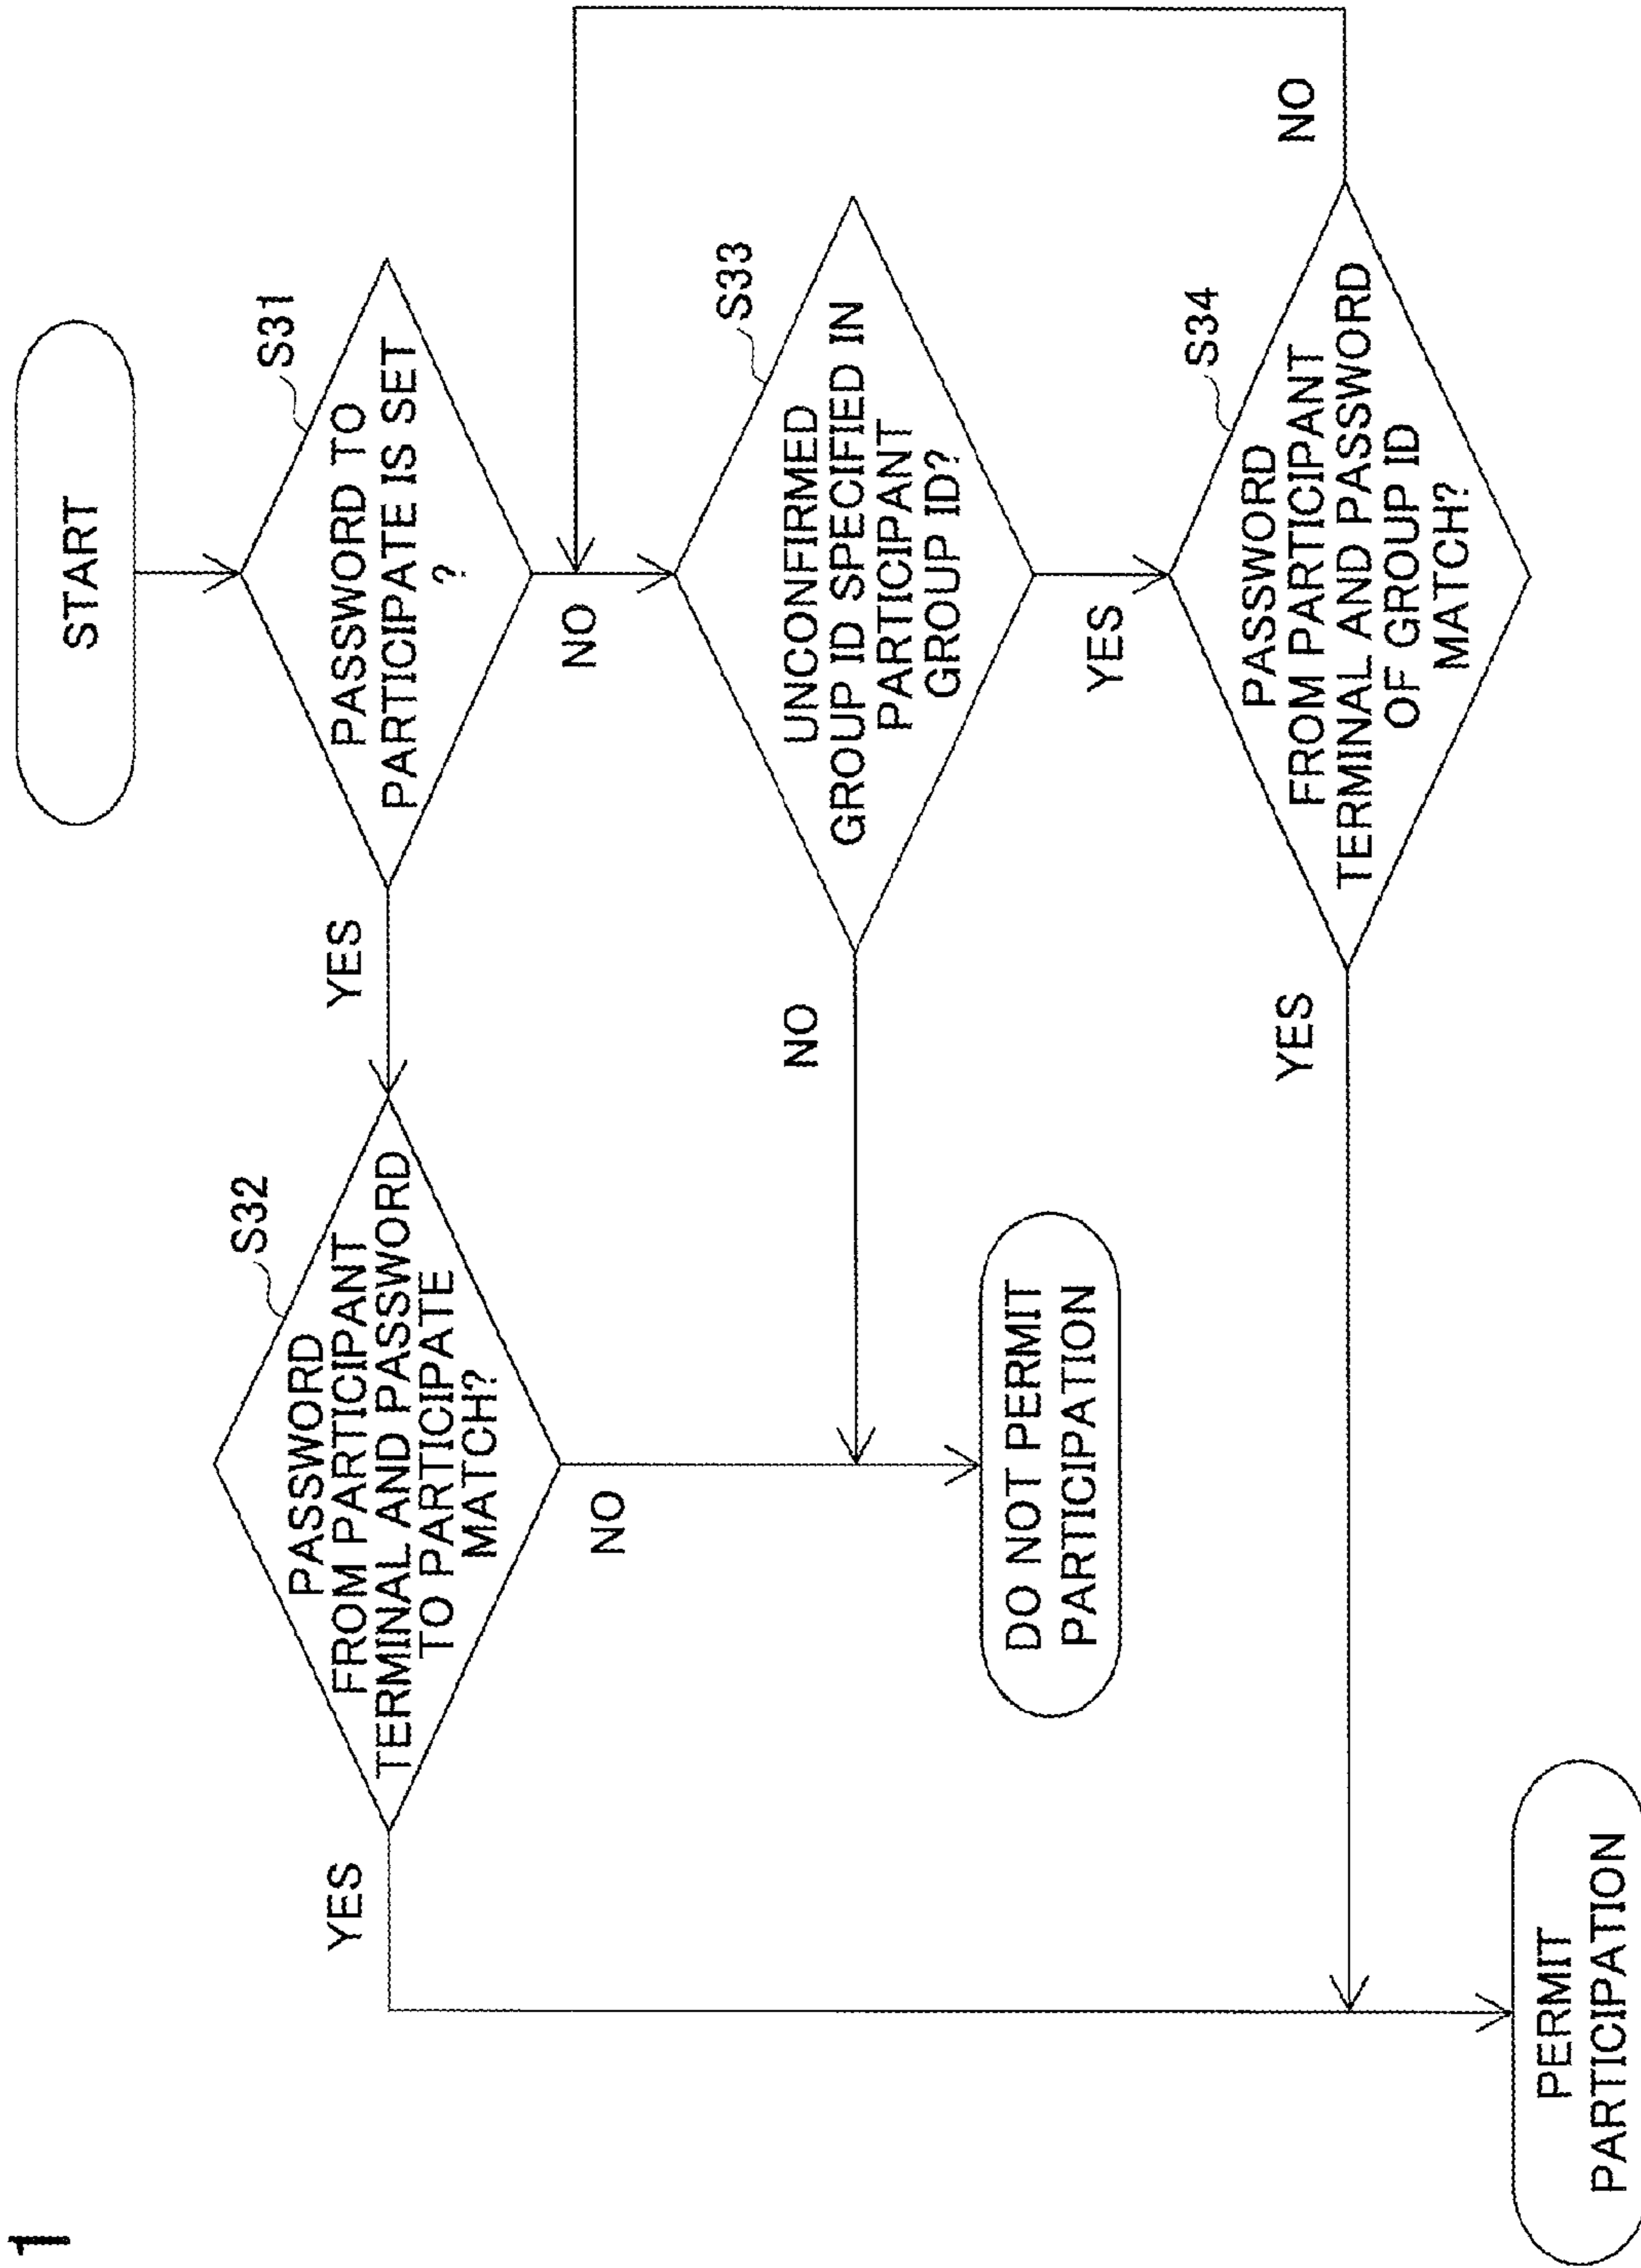 1
START
S31
PASSWORD TO
PARTICIPATE IS SET
?
YES
NO
S32
PASSWORD
FROM PARTICIPANT
TERMINAL AND PASSWORD
TO PARTICIPATE
MATCH?
YES
NO
S33
UNCONFIRMED
GROUP ID SPECIFIED IN
PARTICIPANT
GROUP ID?
NO
YES
S34
PASSWORD
FROM PARTICIPANT
TERMINAL AND PASSWORD
OF GROUP ID
MATCH?
YES
NO
DO NOT PERMIT
PARTICIPATION
PERMIT
PARTICIPATION